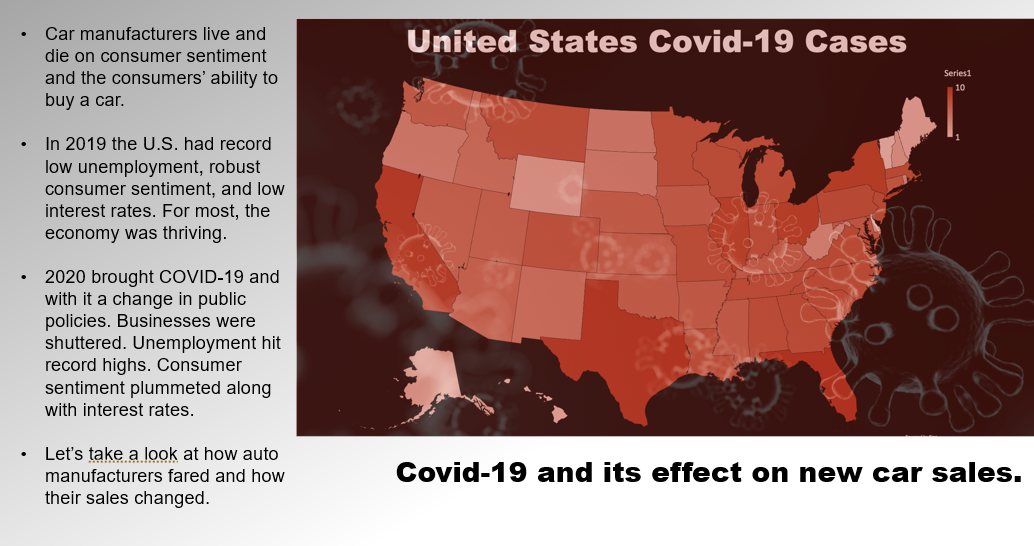 • Car manufacturers live and
die on consumer sentiment
and the consumers’ ability to
buy a car.
• In 2019 the U.S. had record
low unemployment, robust
consumer sentiment, and low
interest rates. For most, the
economy was thriving.
• 2020 brought COVID-19 and
with it a change in public
policies. Businesses were
shuttered. Unemployment hit
record highs. Consumer
sentiment plummeted along
with interest rates.
• Let’s take a look at how auto
manufacturers fared and how
their sales changed.
United States Covid-19 Cases
Series1
10
1
Covid-19 and its effect on new car sales.